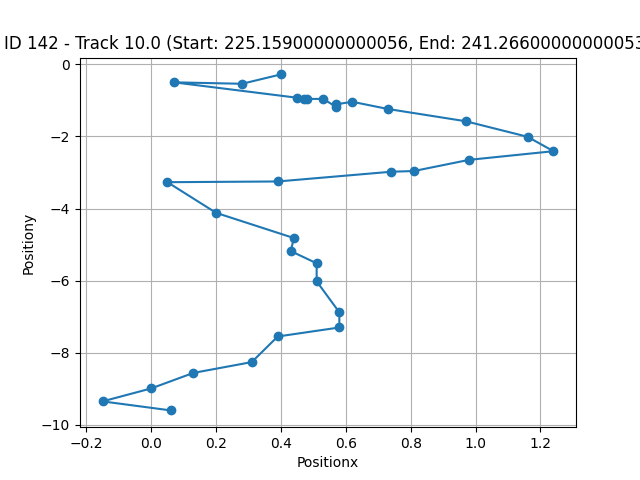 ID 142 - Track 10.0 (Start: 225.15900000000056, End: 241.26600000000053
0
−2
−4
−6
−8
−10
Positiony
−0.2 0.0 0.2 0.4 0.6 0.8 1.0 1.2
Positionx